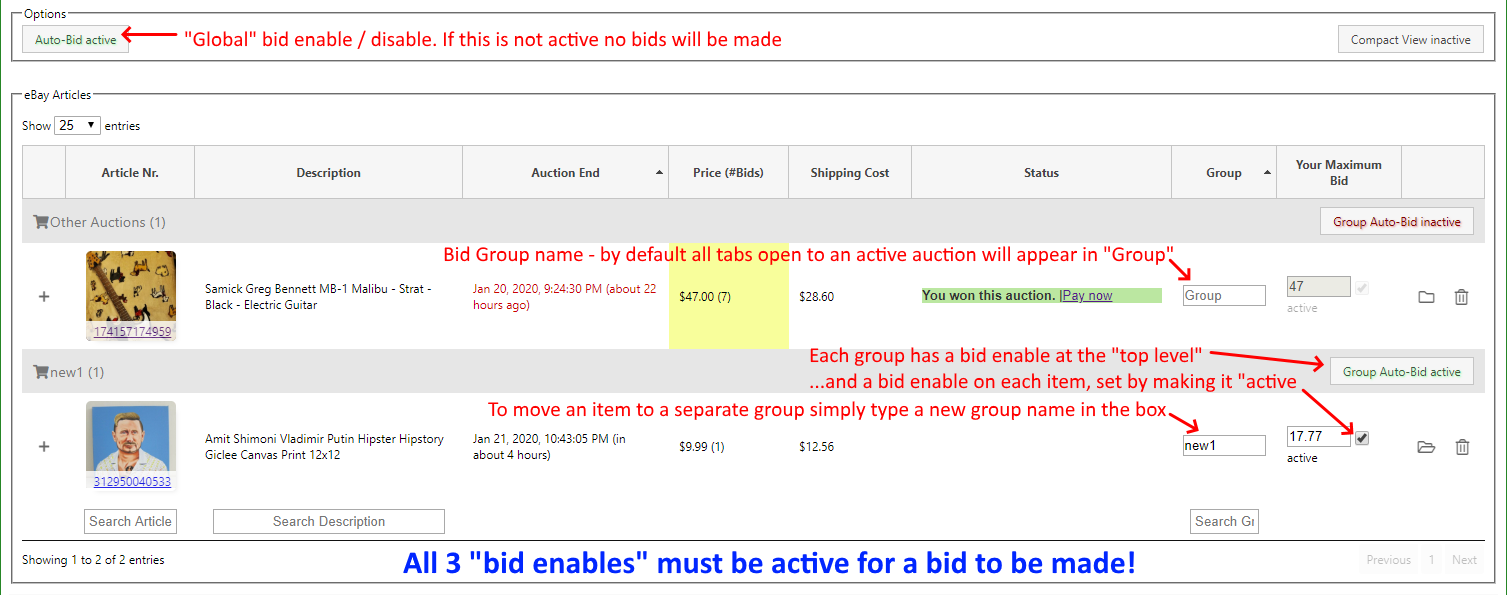 Options
Auto-Bid active
"Global" bid enable / disable. If this is not active no bids will be made
Compact View inactive
eBay Articles
Show 25 entries
Article Nr.
Description
Auction End
Price (#Bids)
Shipping Cost
Status
Group
Your Maximum
Bid
Other Auctions (1)
Group Auto-Bid inactive
Bid Group name - by default all tabs open to an active auction will appear in "Group"
174157174959
Samick Greg Bennett MB-1 Malibu - Strat -
Black - Electric Guitar
Jan 20, 2020, 9:24:30 PM (about 22
hours ago)
$47.00 (7)
$28.60
You won this auction. |Pay now
Group
47
active
Each group has a bid enable at the "top level"
new1 (1)
Group Auto-Bid active
...and a bid enable on each item, set by making it "active
To move an item to a separate group simply type a new group name in the box
312950040533
Amit Shimoni Vladimir Putin Hipster Hipstory
Giclee Canvas Print 12x12
Jan 21, 2020, 10:43:05 PM (in
about 4 hours)
$9.99 (1)
$12.56
new1
17.77
active
Search Article
Search Description
Search Gr
Showing 1 to 2 of 2 entries
All 3 "bid enables" must be active for a bid to be made!
Previous 1 Next